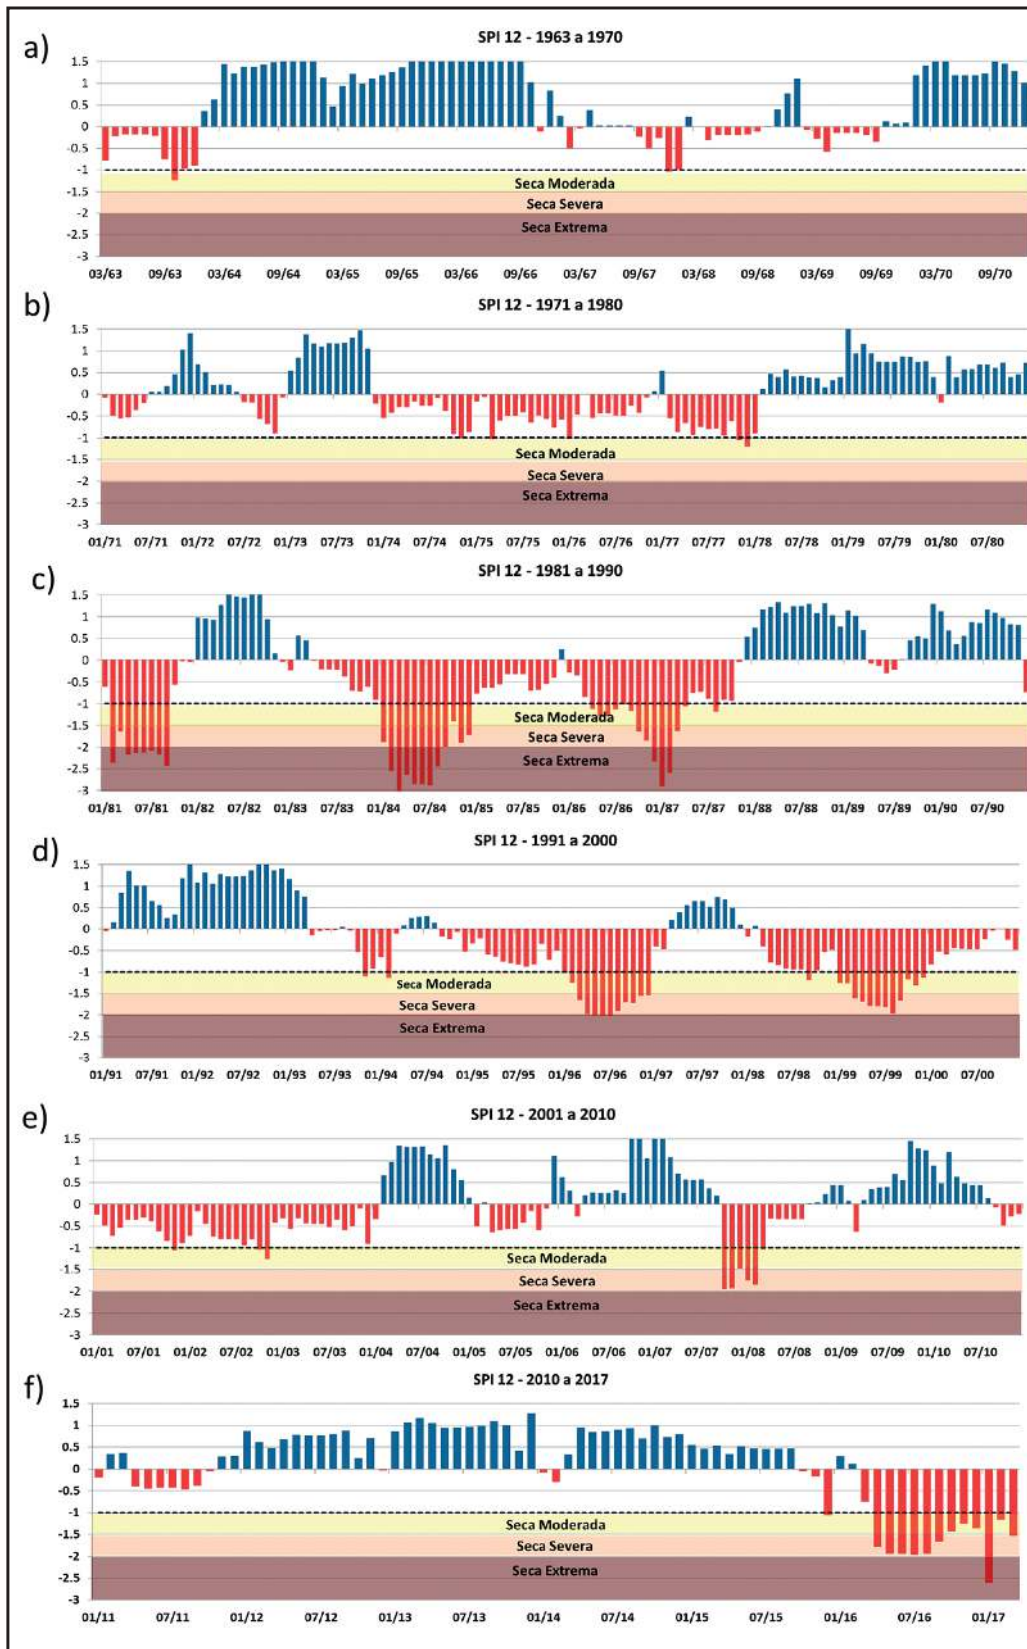 a)
SPI 12 - 1963 a 1970
1.5
1
0.5
0
-0.5
-1
-1.5
-2
-2.5
-3
Seca Moderada
Seca Severa
Seca Extrema
03/63 09/63 03/64 09/64 03/65 09/65 03/66 09/66 03/67 09/67 03/68 09/68 03/69 09/69 03/70 09/70
b)
SPI 12 - 1971 a 1980
1.5
1
0.5
0
-0.5
-1
-1.5
-2
-2.5
-3
Seca Moderada
Seca Severa
Seca Extrema
01/71 07/71 01/72 07/72 01/73 07/73 01/74 07/74 01/75 07/75 01/76 07/76 01/77 07/77 01/78 07/78 01/79 07/79 01/80 07/80
c)
SPI 12 - 1981 a 1990
1.5
1
0.5
0
-0.5
-1
-1.5
-2
-2.5
-3
Seca Moderada
Seca Severa
Seca Extrema
01/81 07/81 01/82 07/82 01/83 07/83 01/84 07/84 01/85 07/85 01/86 07/86 01/87 07/87 01/88 07/88 01/89 07/89 01/90 07/90
d)
SPI 12 - 1991 a 2000
1.5
1
0.5
0
-0.5
-1
-1.5
-2
-2.5
-3
Seca Moderada
Seca Severa
Seca Extrema
01/91 07/91 01/92 07/92 01/93 07/93 01/94 07/94 01/95 07/95 01/96 07/96 01/97 07/97 01/98 07/98 01/99 07/99 01/00 07/00
e)
SPI 12 - 2001 a 2010
1.5
1
0.5
0
-0.5
-1
-1.5
-2
-2.5
-3
Seca Moderada
Seca Severa
Seca Extrema
01/01 07/01 01/02 07/02 01/03 07/03 01/04 07/04 01/05 07/05 01/06 07/06 01/07 07/07 01/08 07/08 01/09 07/09 01/10 07/10
f)
SPI 12 - 2010 a 2017
1.5
1
0.5
0
-0.5
-1
-1.5
-2
-2.5
-3
Seca Moderada
Seca Severa
Seca Extrema
01/11 07/11 01/12 07/12 01/13 07/13 01/14 07/14 01/15 07/15 01/16 07/16 01/17